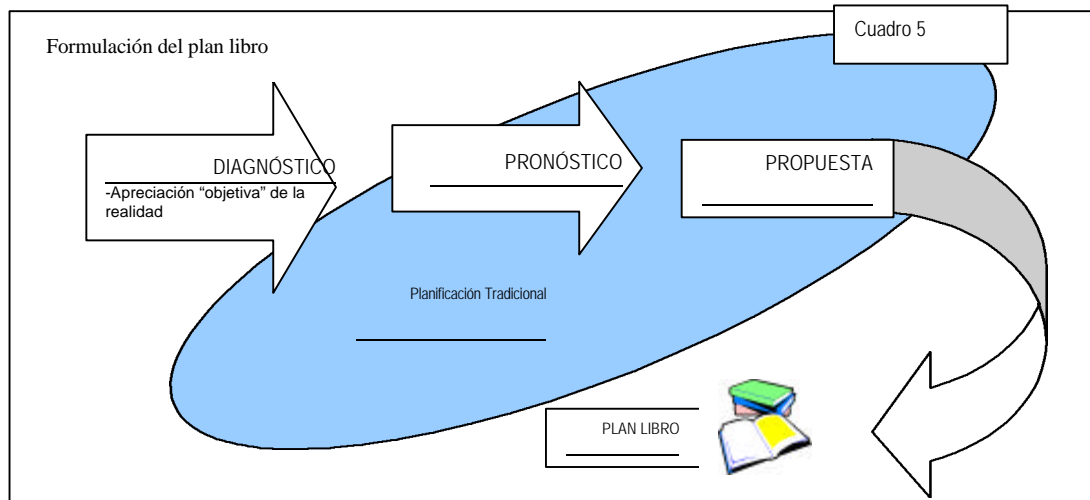 Cuadro 5
Formulación del plan libro
DIAGNÓSTICO
-Apreciación “objetiva” de la
realidad
PRONÓSTICO
PROPUESTA
Planificación Tradicional
PLAN LIBRO